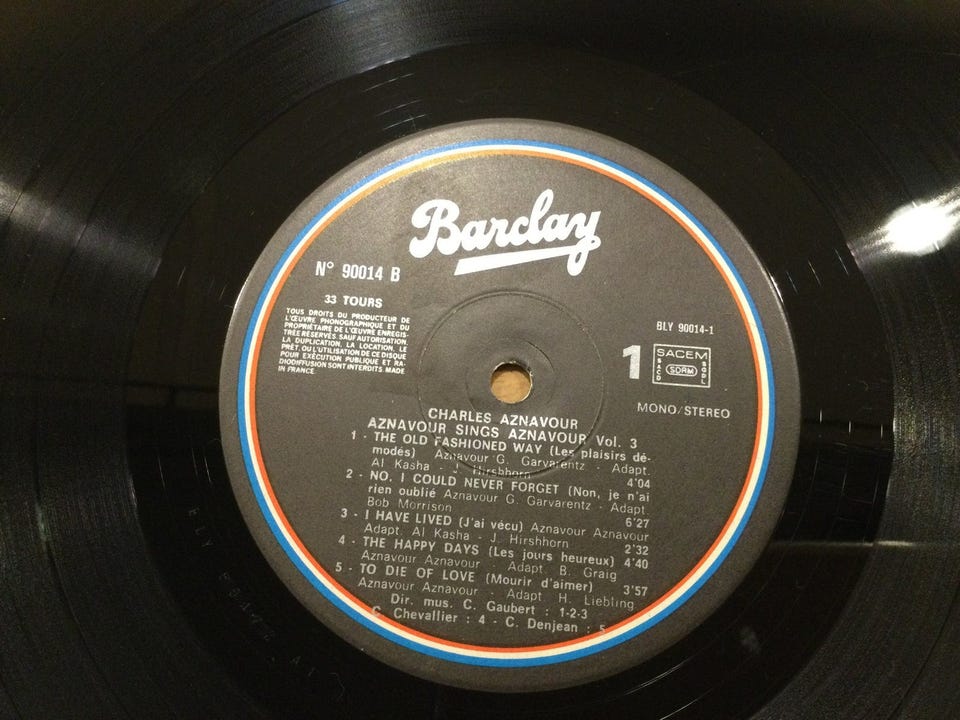 Barclay
N° 90014 B
33 TOURS
TOUS DROITS DU PRODUCTEUR DE
L'ŒUVRE PHONOGRAPHIQUE ET DU
PROPRIÉTAIRE DE L'ŒUVRE ENREGIS-
TRÉE RÉSERVÉS. SAUF AUTORISATION,
LA DUPLICATION, LA LOCATION, LE
PRÊT, OU L'UTILISATION DE CE DISQUE
POUR EXÉCUTION PUBLIQUE ET RA-
DIODIFFUSION SONT INTERDITS. MADE
IN FRANCE
BLY 90014-1
1
SACEM
SACD
SDRM
SGDL
MONO/STEREO
CHARLES AZNAVOUR
AZNAVOUR SINGS AZNAVOUR Vol. 3
1 - THE OLD FASHIONED WAY (Les plaisirs dé-
modés) Aznavour G. Garvarentz - Adapt.
Al Kasha - J. Hirshhorn 4'04
2 - NO, I COULD NEVER FORGET (Non, je n'ai
rien oublié Aznavour G. Garvarentz - Adapt.
Bob Morrison 6'27
3 - I HAVE LIVED (J'ai vécu) Aznavour Aznavour
Adapt. Al Kasha - J. Hirshhorn 2'32
4 - THE HAPPY DAYS (Les jours heureux) 4'40
Aznavour Aznavour Adapt. B. Graig
5 - TO DIE OF LOVE (Mourir d'aimer) 3'57
Aznavour Aznavour - Adapt H. Liebling
Dir. mus. C. Gaubert : 1-2-3
C. Chevallier : 4 - C. Denjean : 5